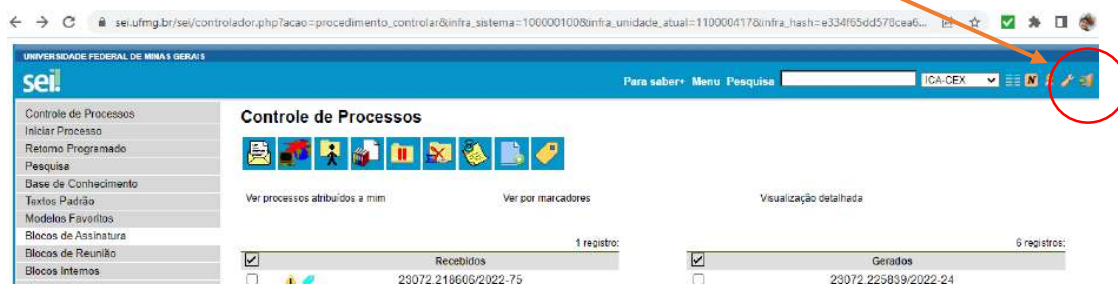 sei.ufmg.br/sei/controlador.php?acao=procedimento_controlar&infra_sistema=100000100&infra_unidade_atual=110000417&infra_hash=e334f65dd578cea6...
UNIVERSIDADE FEDERAL DE MINAS GERAIS
sei!
Para saber+ Menu Pesquisa ICA-CEX N
Controle de Processos
Iniciar Processo
Retorno Programado
Pesquisa
Base de Conhecimento
Textos Padrão
Modelos Favoritos
Blocos de Assinatura
Blocos de Reunião
Blocos Internos
Controle de Processos
Ver processos atribuídos a mim Ver por marcadores Visualização detalhada
1 registro:
Recebidos
23072.218606/2022-75
6 registros:
Gerados
23072.225839/2022-24